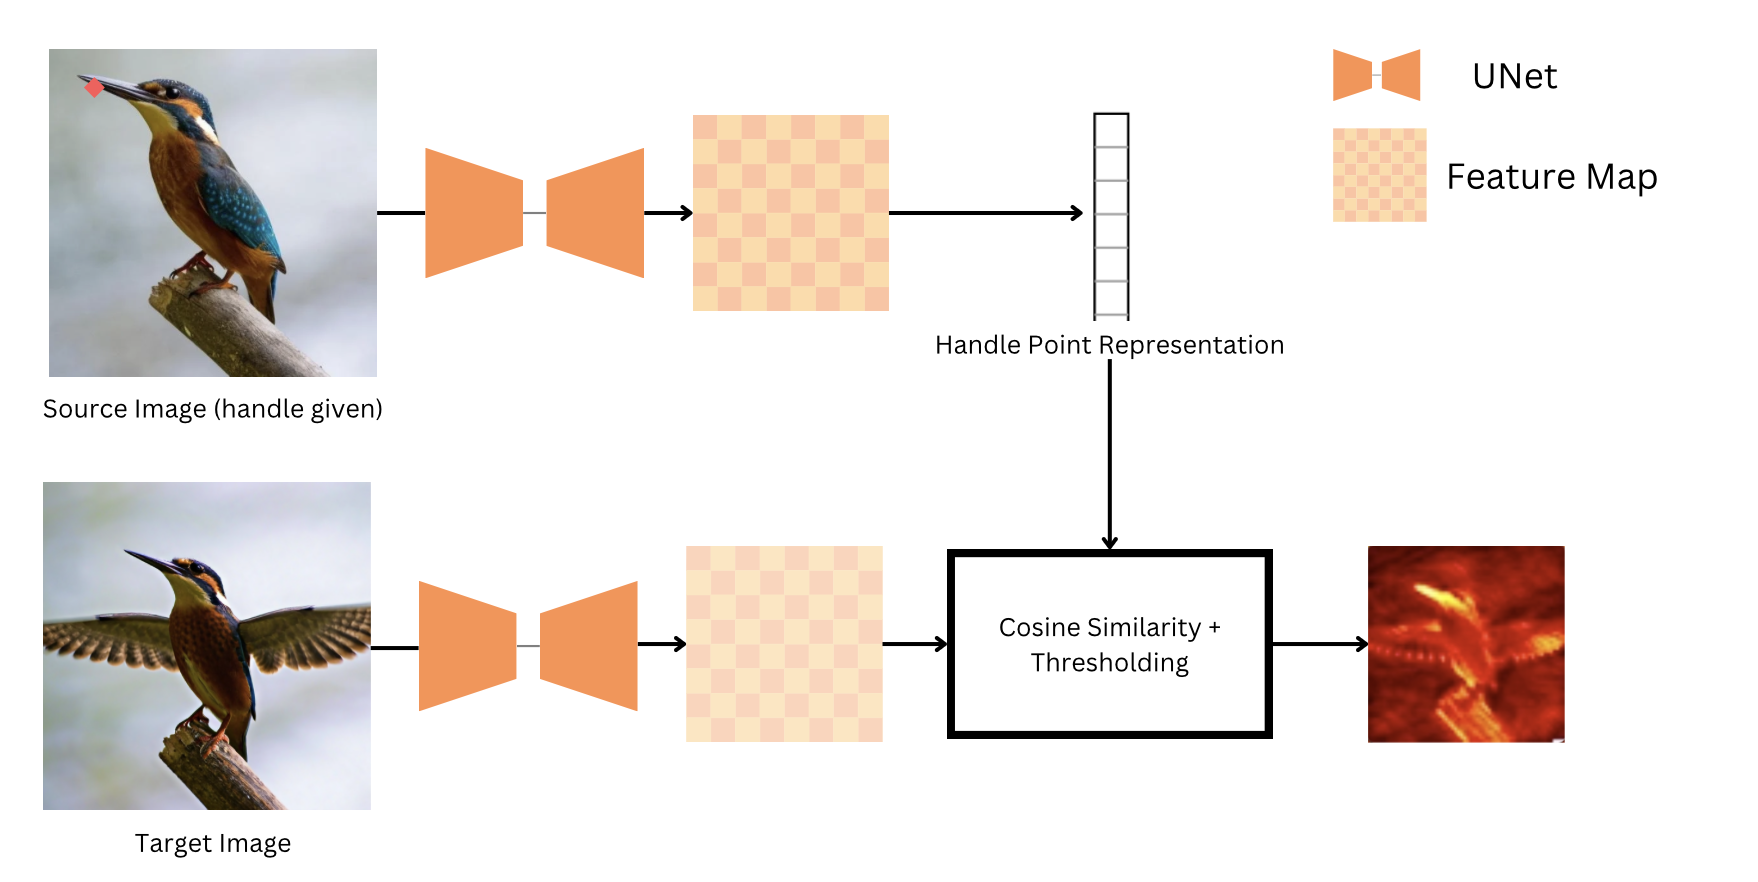 UNet
Feature Map
Handle Point Representation
Source Image (handle given)
Cosine Similarity +
Thresholding
Target Image